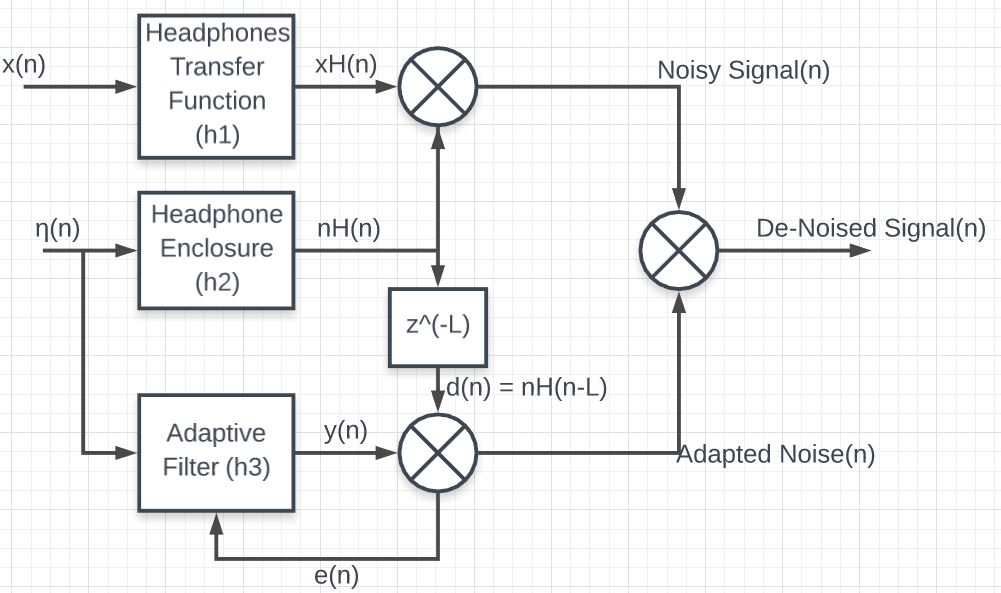 Headphones
Transfer
Function
(h1)
x(n)
xH(n)
Noisy Signal(n)
Headphone
Enclosure
(h2)
η(n)
nH(n)
De-Noised Signal(n)
z^(-L)
d(n) = nH(n-L)
Adaptive
Filter (h3)
y(n)
Adapted Noise(n)
e(n)